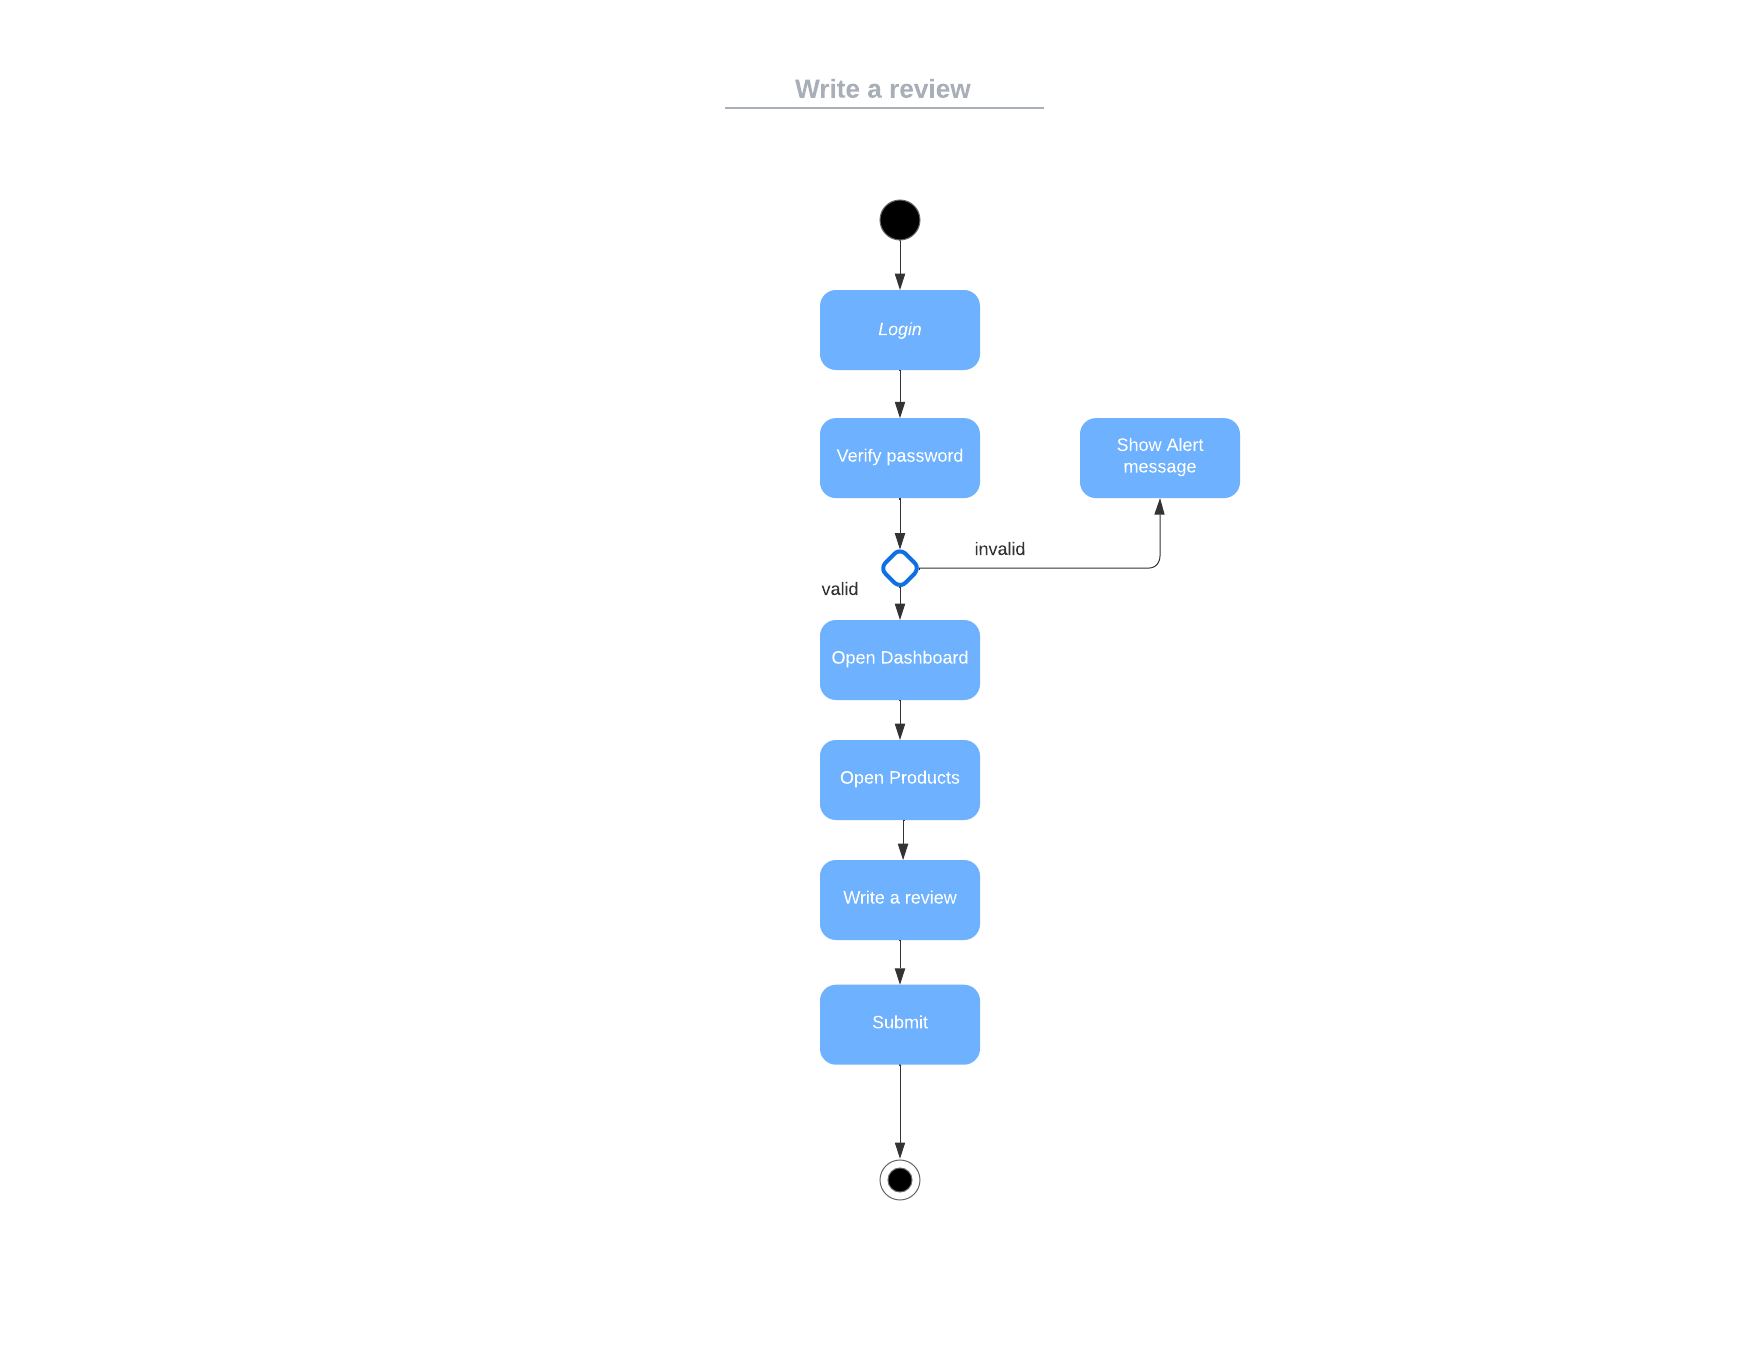 Write a review
Login
Verify password
Show Alert
message
invalid
valid
Open Dashboard
Open Products
Write a review
Submit